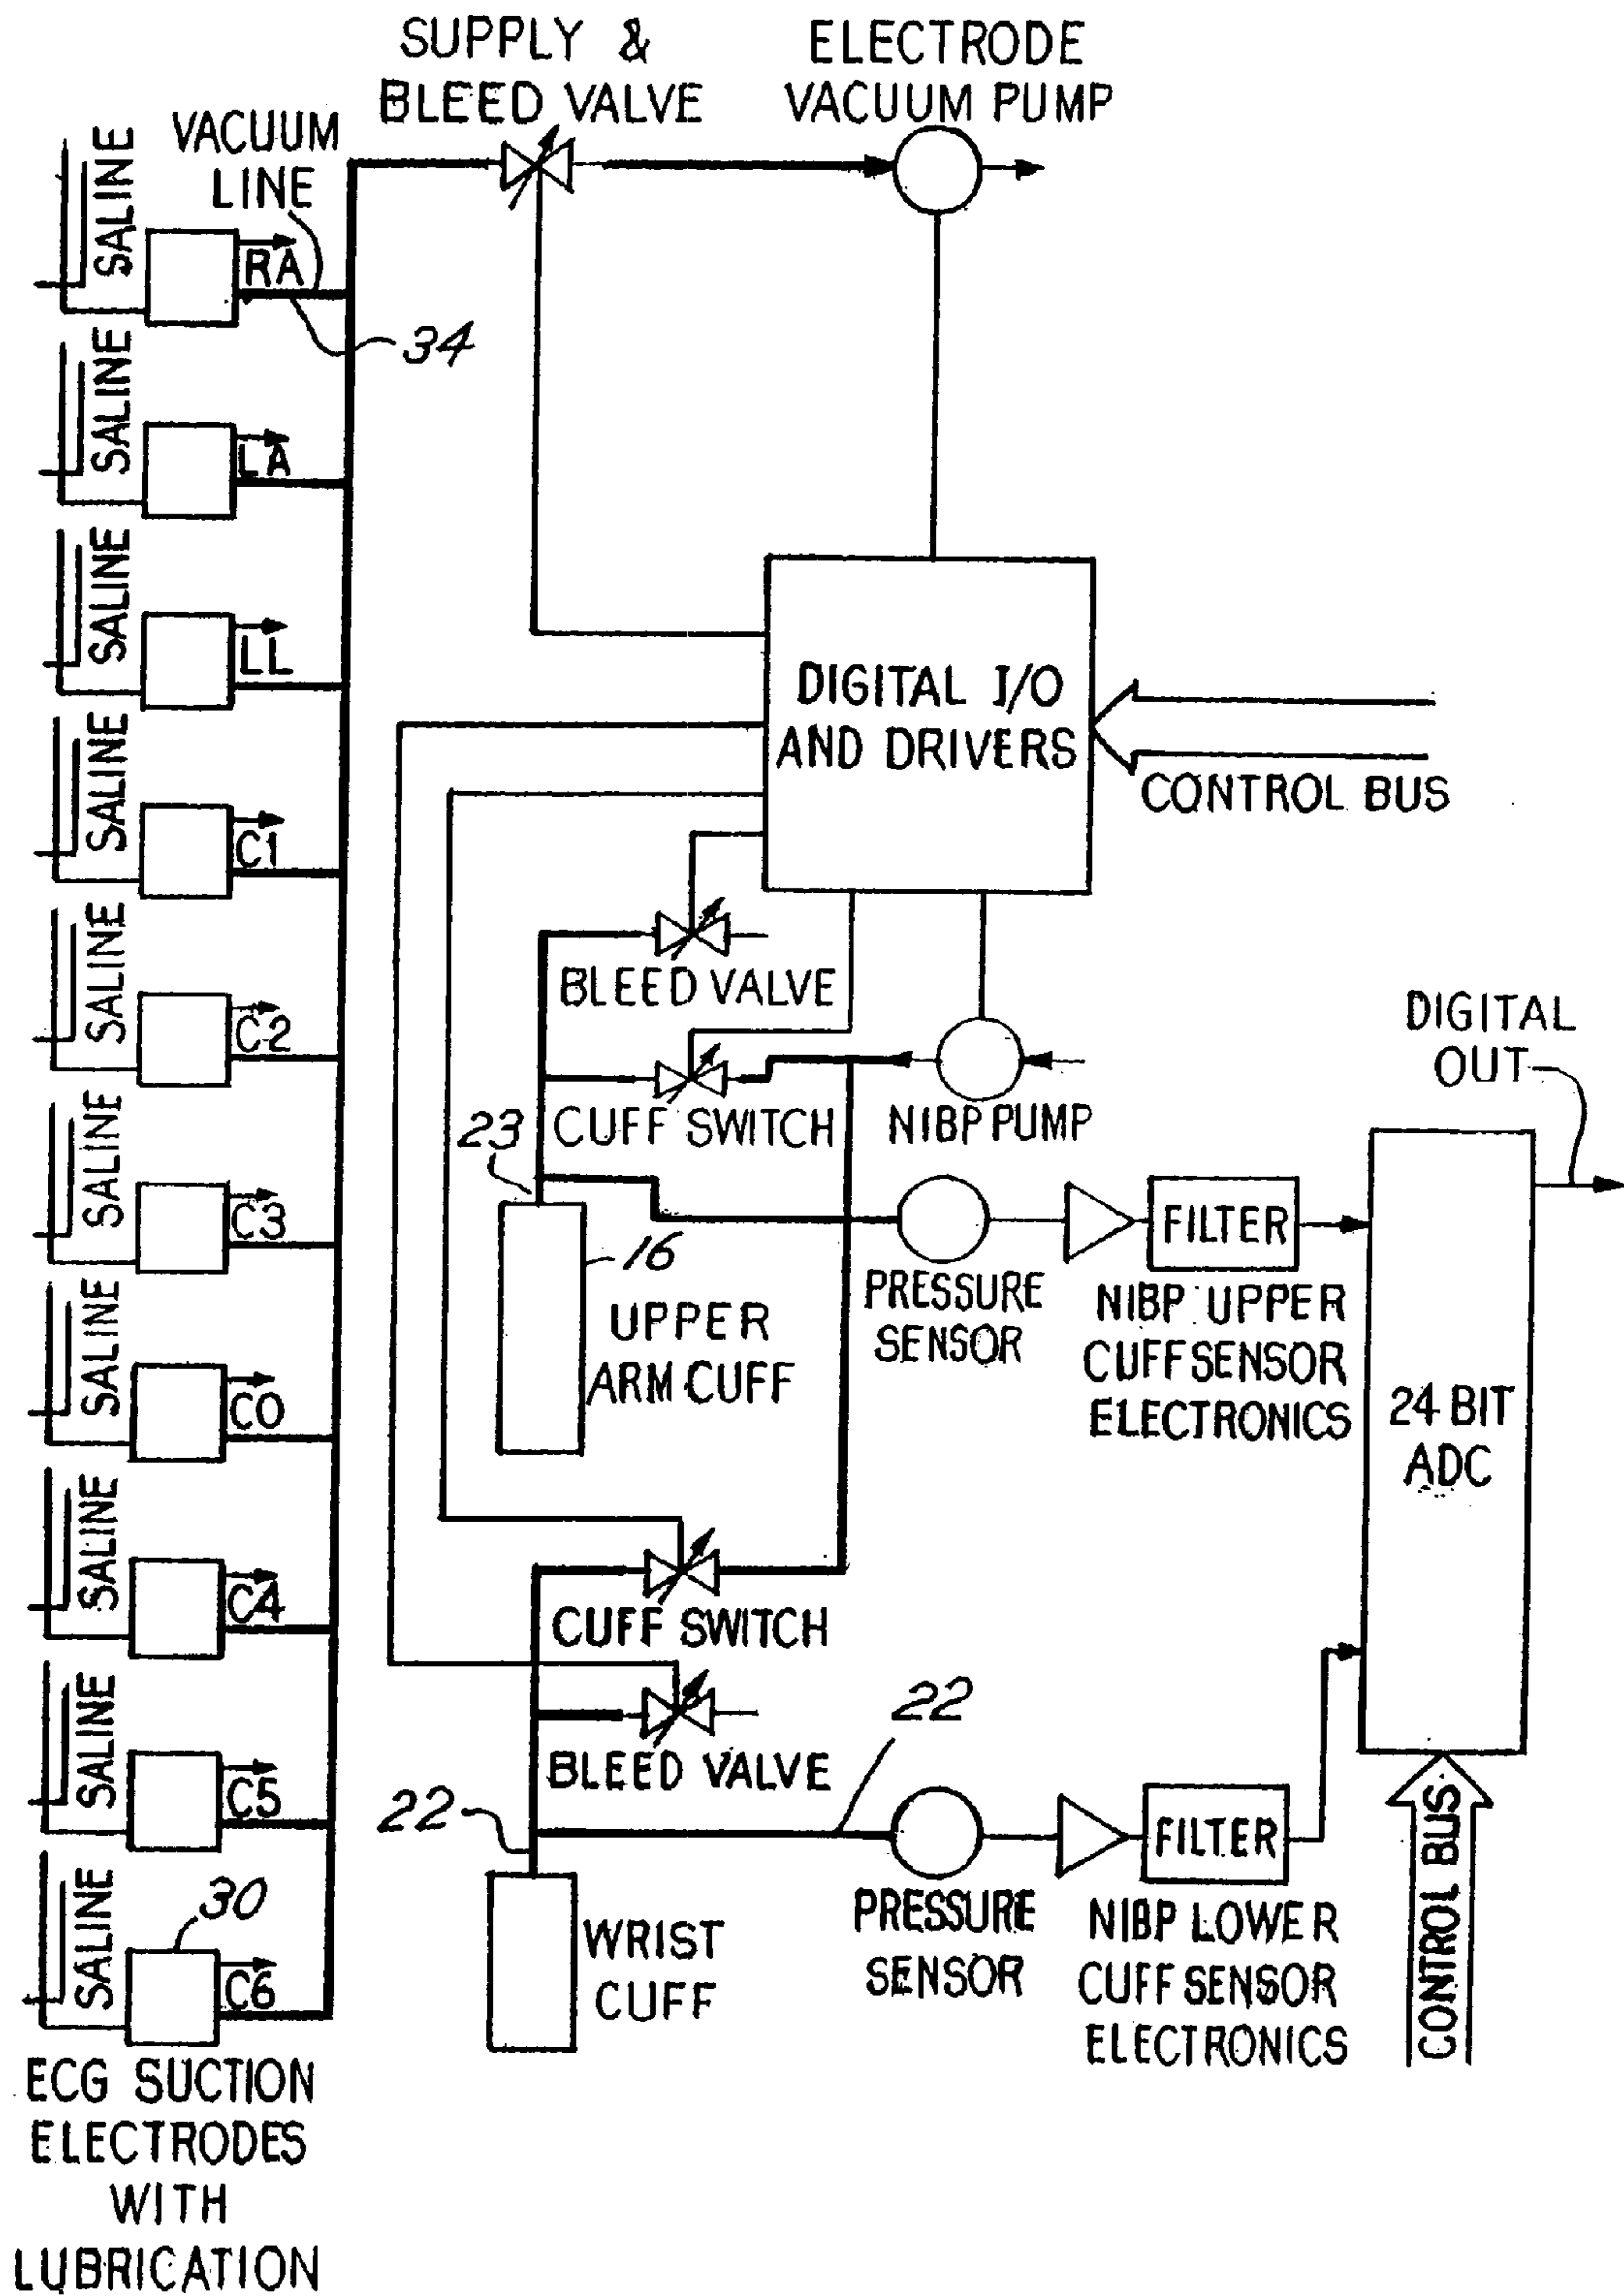 SUPPLY &
BLEED VALVE
ELECTRODE
VACUUM PUMP
VACUUM
LINE
SALINE
RA
34
SALINE
LA
SALINE
LL
SALINE
C1
SALINE
C2
SALINE
C3
SALINE
CO
SALINE
C4
SALINE
C5
SALINE
30
C6
ECG SUCTION
ELECTRODES
WITH
LUBRICATION
DIGITAL I/O
AND DRIVERS
CONTROL BUS
BLEED VALVE
CUFF SWITCH
NIBP PUMP
23
16
UPPER
ARM CUFF
PRESSURE
SENSOR
FILTER
NIBP UPPER
CUFF SENSOR
ELECTRONICS
DIGITAL
OUT
24 BIT
ADC
CUFF SWITCH
BLEED VALVE
22
22
WRIST
CUFF
PRESSURE
SENSOR
FILTER
NIBP LOWER
CUFF SENSOR
ELECTRONICS
CONTROL BUS